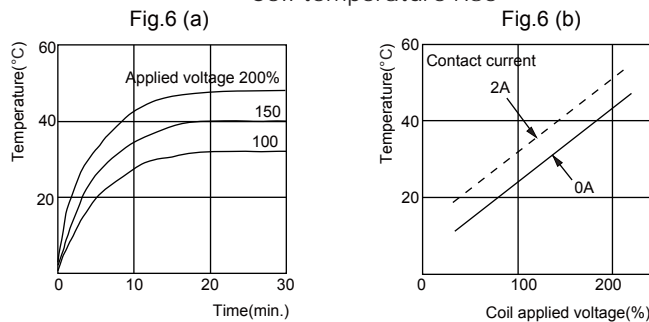 Coil temperature rise
Fig.6 (a)
Temperature(°C)
60
40
20
0
10
20
30
Time(min.)
Applied voltage 200%
150
100
Fig.6 (b)
Temperature(°C)
60
40
20
0
100
200
Coil applied voltage(%)
Contact current
2A
0A